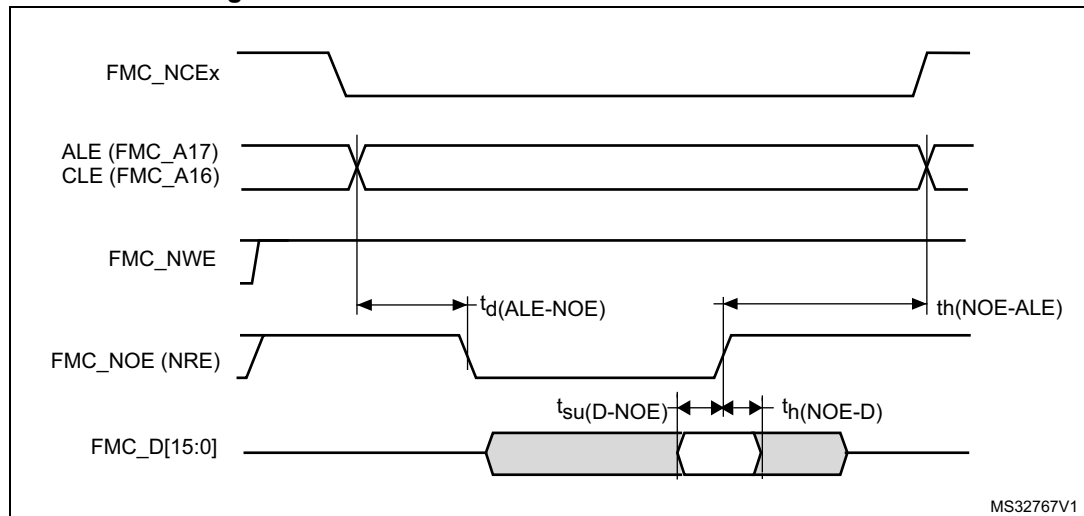 FMC_NCEx
ALE (FMC_A17)
CLE (FMC_A16)
FMC_NWE
td(ALE-NOE)
th(NOE-ALE)
FMC_NOE (NRE)
tsu(D-NOE)
th(NOE-D)
FMC_D[15:0]
MS32767V1